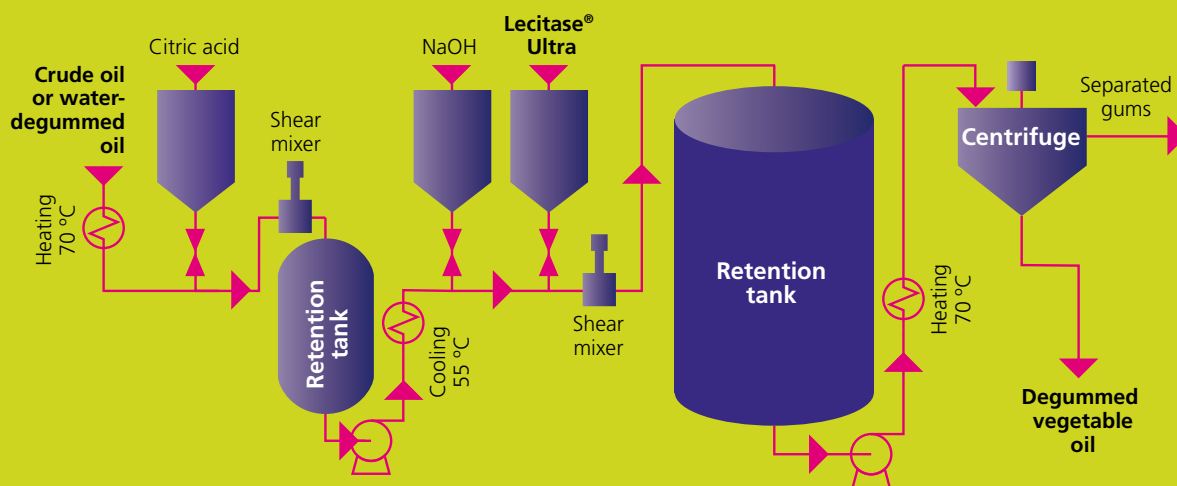 Crude oil
or water-
degummed
oil
Heating
70 °C
Citric acid
Shear
mixer
Retention
tank
Cooling
55 °C
NaOH
Lecitase®
Ultra
Shear
mixer
Retention
tank
Heating
70 °C
Centrifuge
Separated
gums
Degummed
vegetable
oil